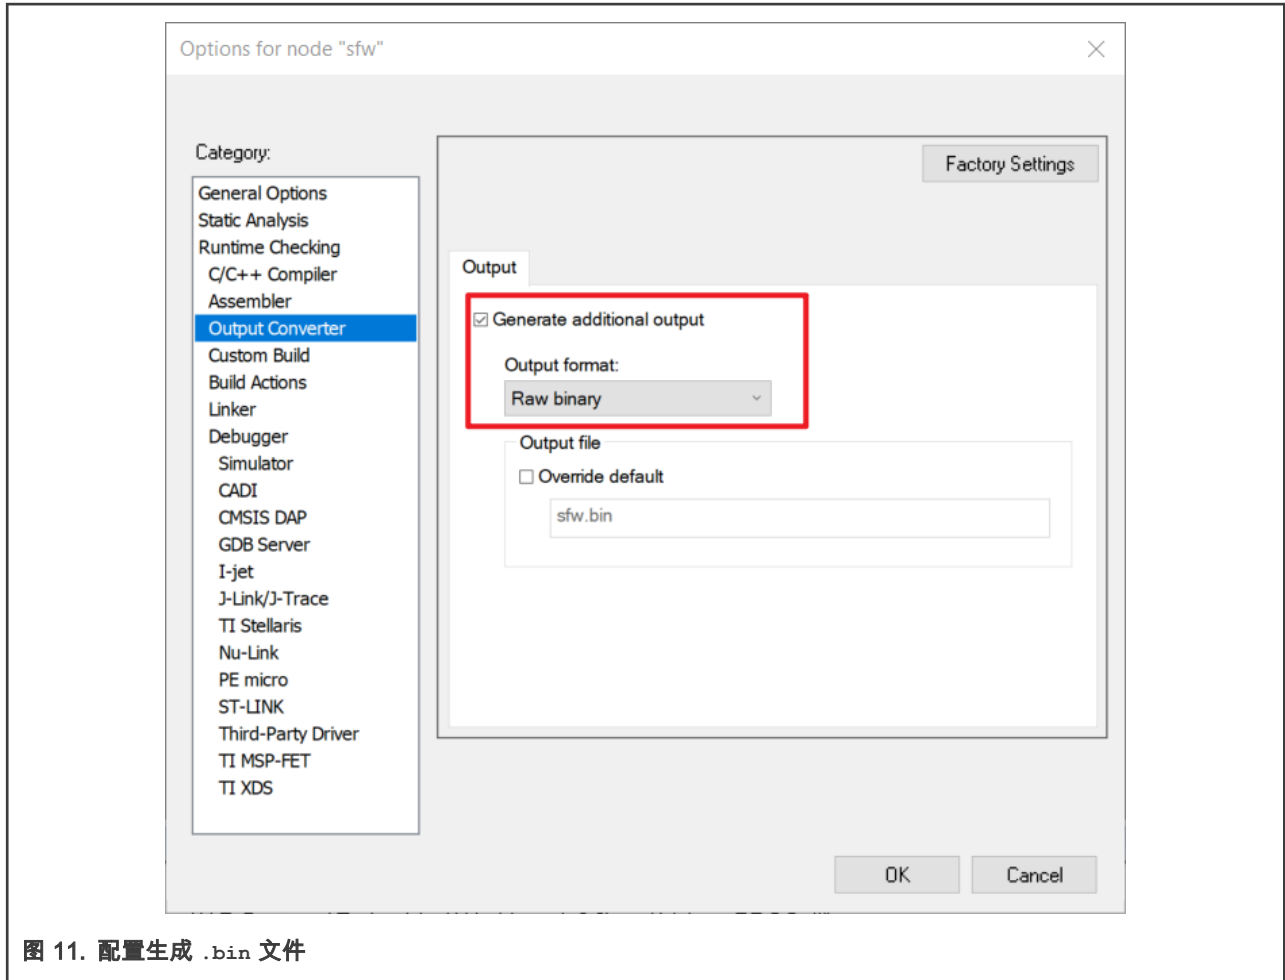 Options for node "sfw"
Category:
General Options
Static Analysis
Runtime Checking
C/C++ Compiler
Assembler
Output Converter
Custom Build
Build Actions
Linker
Debugger
Simulator
CADI
CMSIS DAP
GDB Server
I-jet
J-Link/J-Trace
TI Stellaris
Nu-Link
PE micro
ST-LINK
Third-Party Driver
TI MSP-FET
TI XDS
Factory Settings
Output
Generate additional output
Output format:
Raw binary
Output file
Override default
sfw.bin
OK
Cancel
图 11. 配置生成 .bin 文件